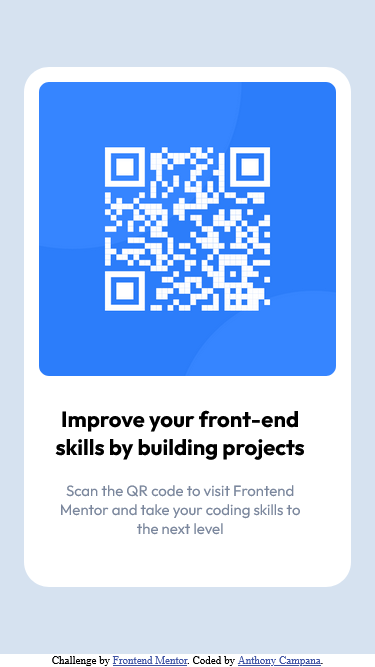 Improve your front-end
skills by building projects
Scan the QR code to visit Frontend
Mentor and take your coding skills to
the next level
Challenge by Frontend Mentor. Coded by Anthony Campana.